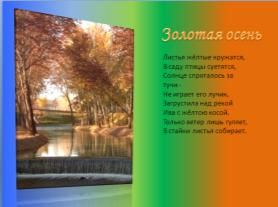 Золотая осень
Листья жёлтые кружатся,
В саду птицы суетятся,
Солнце спряталось за
тучи -
Не играет его лучик,
Загрустила над рекой
Ива с жёлтою косой.
Только ветер лишь гуляет,
В стайки листья собирает.